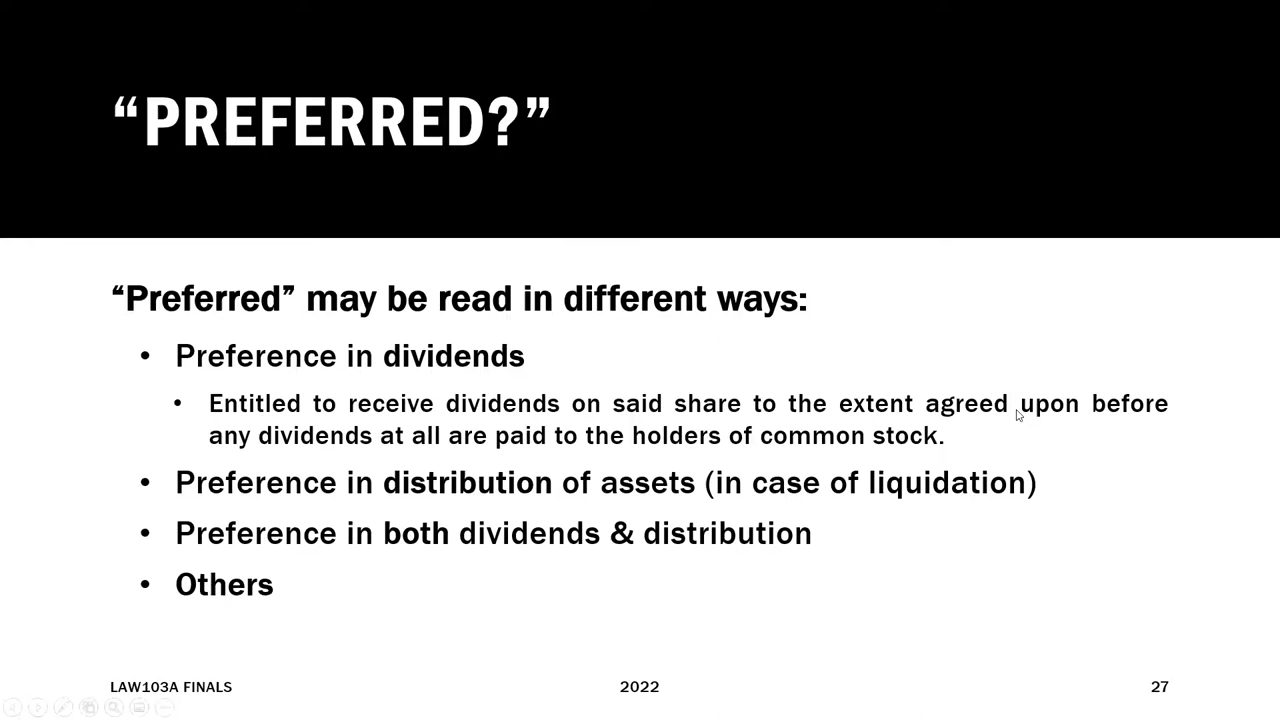 “PREFERRED?”
“Preferred” may be read in different ways:
• Preference in dividends
• Entitled to receive dividends on said share to the extent agreed upon before
any dividends at all are paid to the holders of common stock.
• Preference in distribution of assets (in case of liquidation)
• Preference in both dividends & distribution
• Others
LAW103A FINALS 2022 27